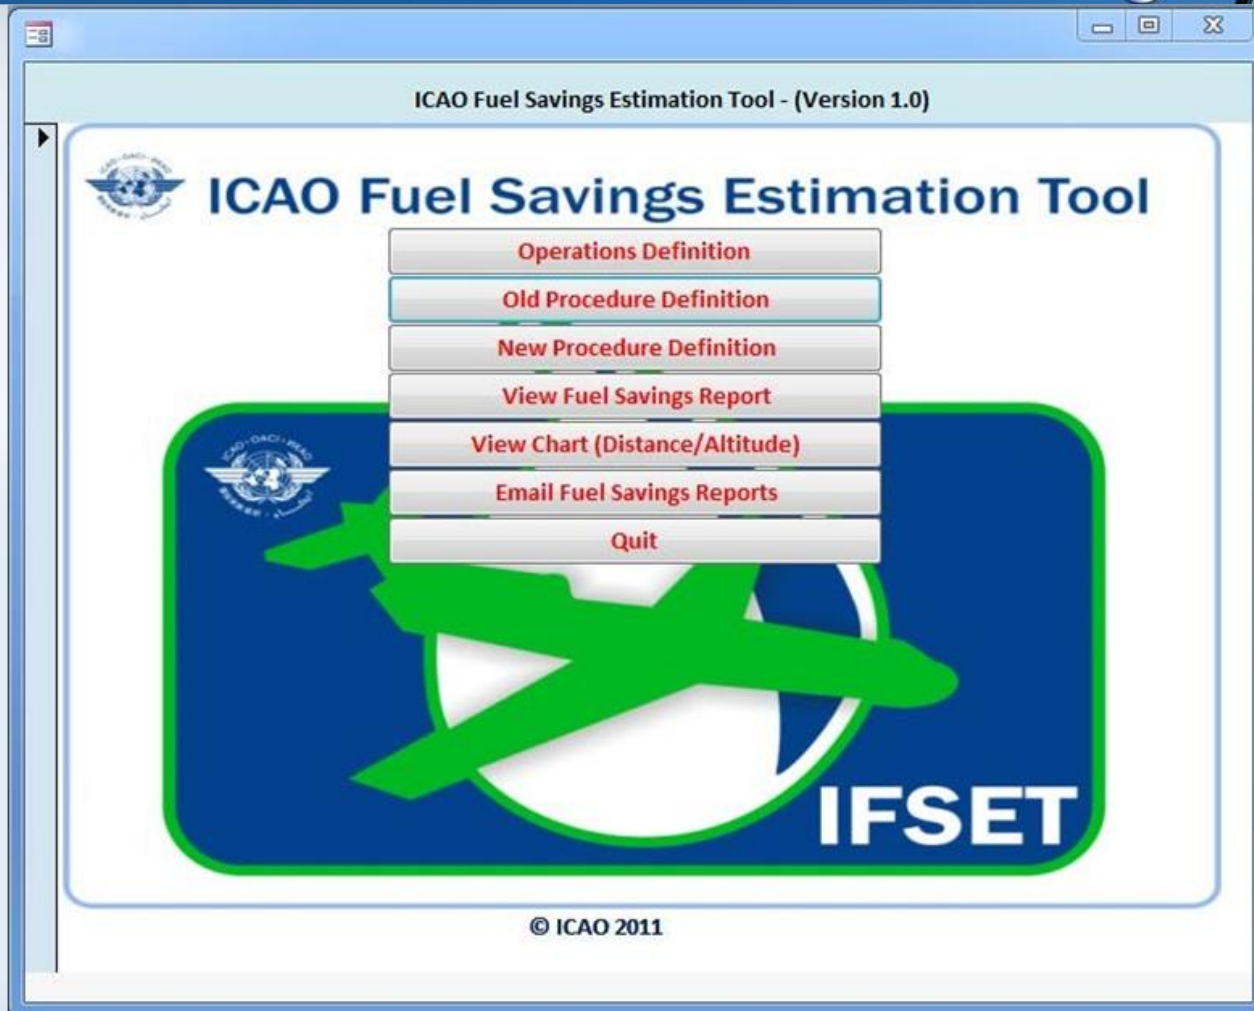 ICAO Fuel Savings Estimation Tool - (Version 1.0)
ICAO Fuel Savings Estimation Tool
Operations Definition
Old Procedure Definition
New Procedure Definition
View Fuel Savings Report
View Chart (Distance/Altitude)
Email Fuel Savings Reports
Quit
IFSET
© ICAO 2011